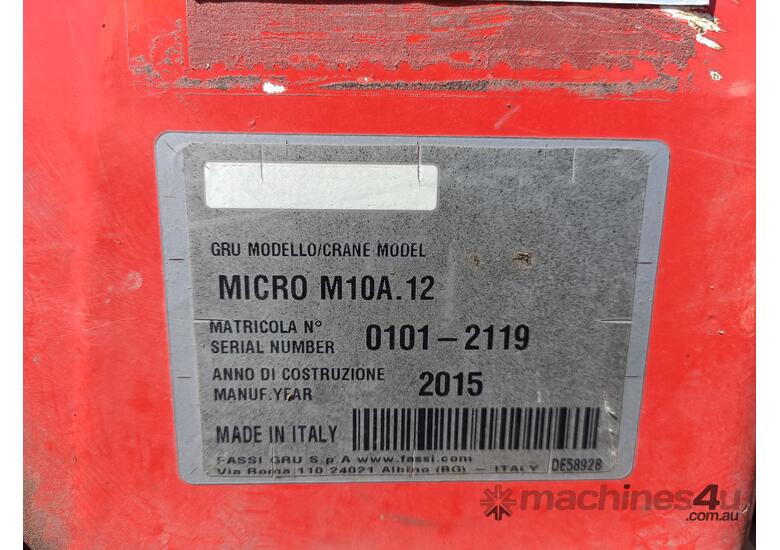 GRU MODELLO/CRANE MODEL
MICRO M10A.12
MATRICOLA N°
SERIAL NUMBER
0101-2119
ANNO DI COSTRUZIONE
MANUF.YEAR
2015
MADE IN ITALY
FASSI GRU S.p.A www.fassi.com
Via Roma 110 24021 Albino (BG) - ITALY
DE58928
machines4u
.com.au